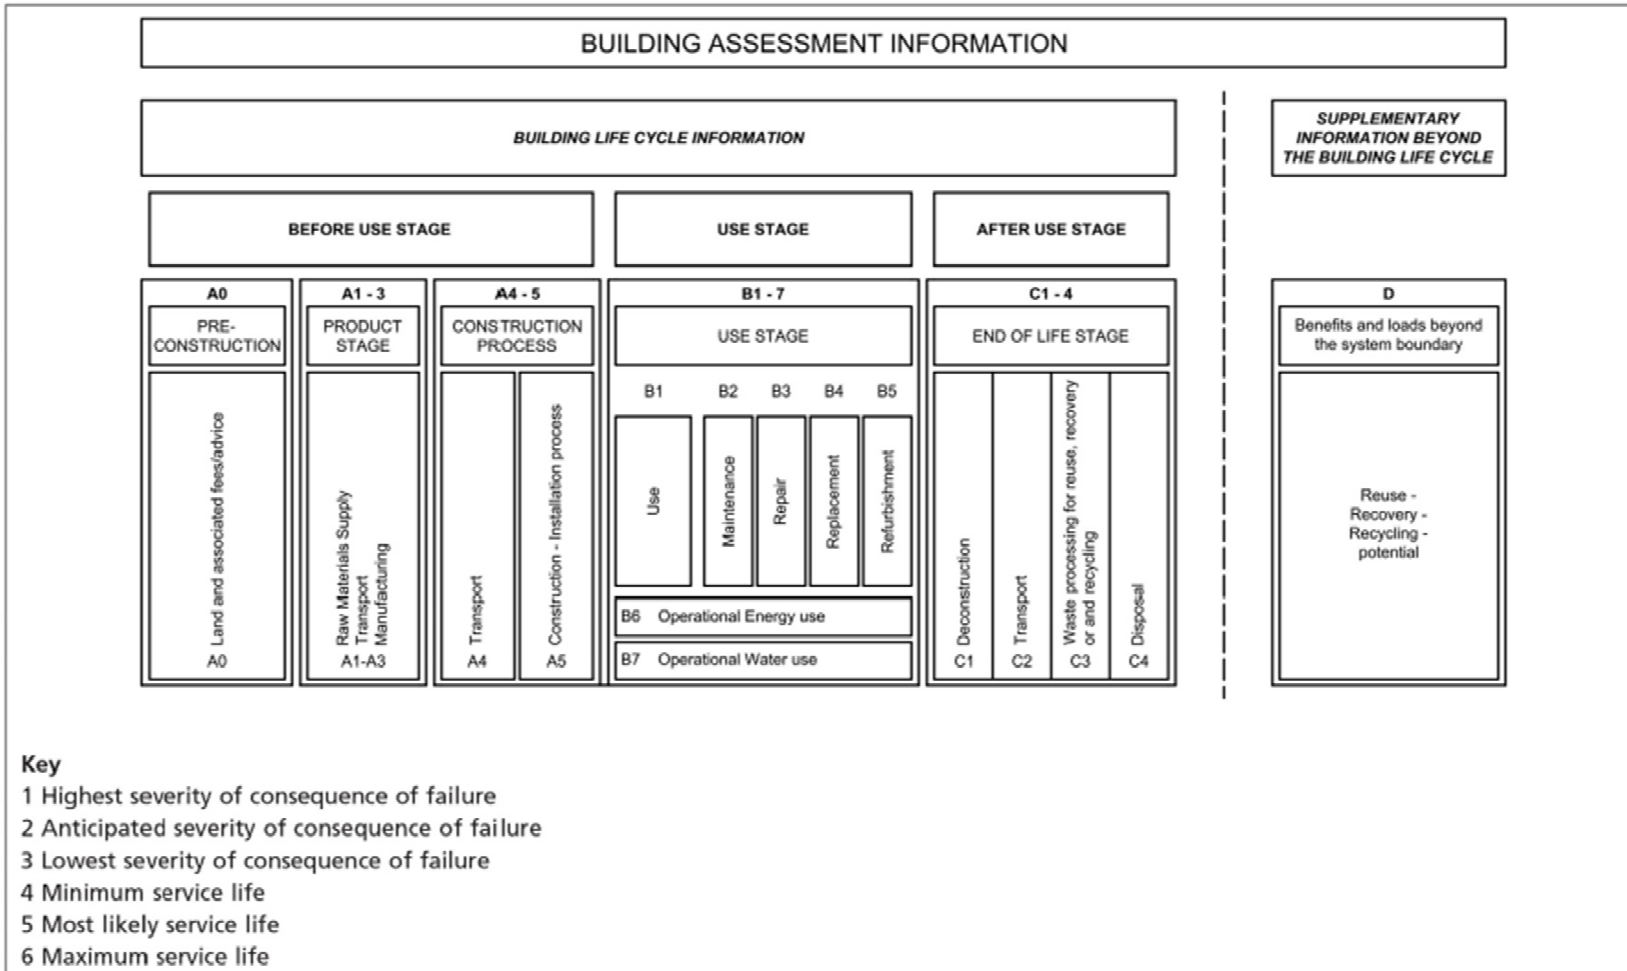 BUILDING ASSESSMENT INFORMATION
BUILDING LIFE CYCLE INFORMATION
SUPPLEMENTARY
INFORMATION BEYOND
THE BUILDING LIFE CYCLE
BEFORE USE STAGE
USE STAGE
AFTER USE STAGE
A0
PRE-
CONSTRUCTION
Land and associated fees/advice
A0
A1 - 3
PRODUCT
STAGE
Raw Materials Supply
Transport
Manufacturing
A1-A3
A4 - 5
CONSTRUCTION
PROCESS
Transport
A4
Construction - Installation process
A5
B1 - 7
USE STAGE
B1
Use
B2
Maintenance
B3
Repair
B4
Replacement
B5
Refurbishment
B6 Operational Energy use
B7 Operational Water use
C1 - 4
END OF LIFE STAGE
Deconstruction
C1
Transport
C2
Waste processing for reuse, recovery
or and recycling
C3
Disposal
C4
D
Benefits and loads beyond
the system boundary
Reuse -
Recovery -
Recycling -
potential
Key
1 Highest severity of consequence of failure
2 Anticipated severity of consequence of failure
3 Lowest severity of consequence of failure
4 Minimum service life
5 Most likely service life
6 Maximum service life